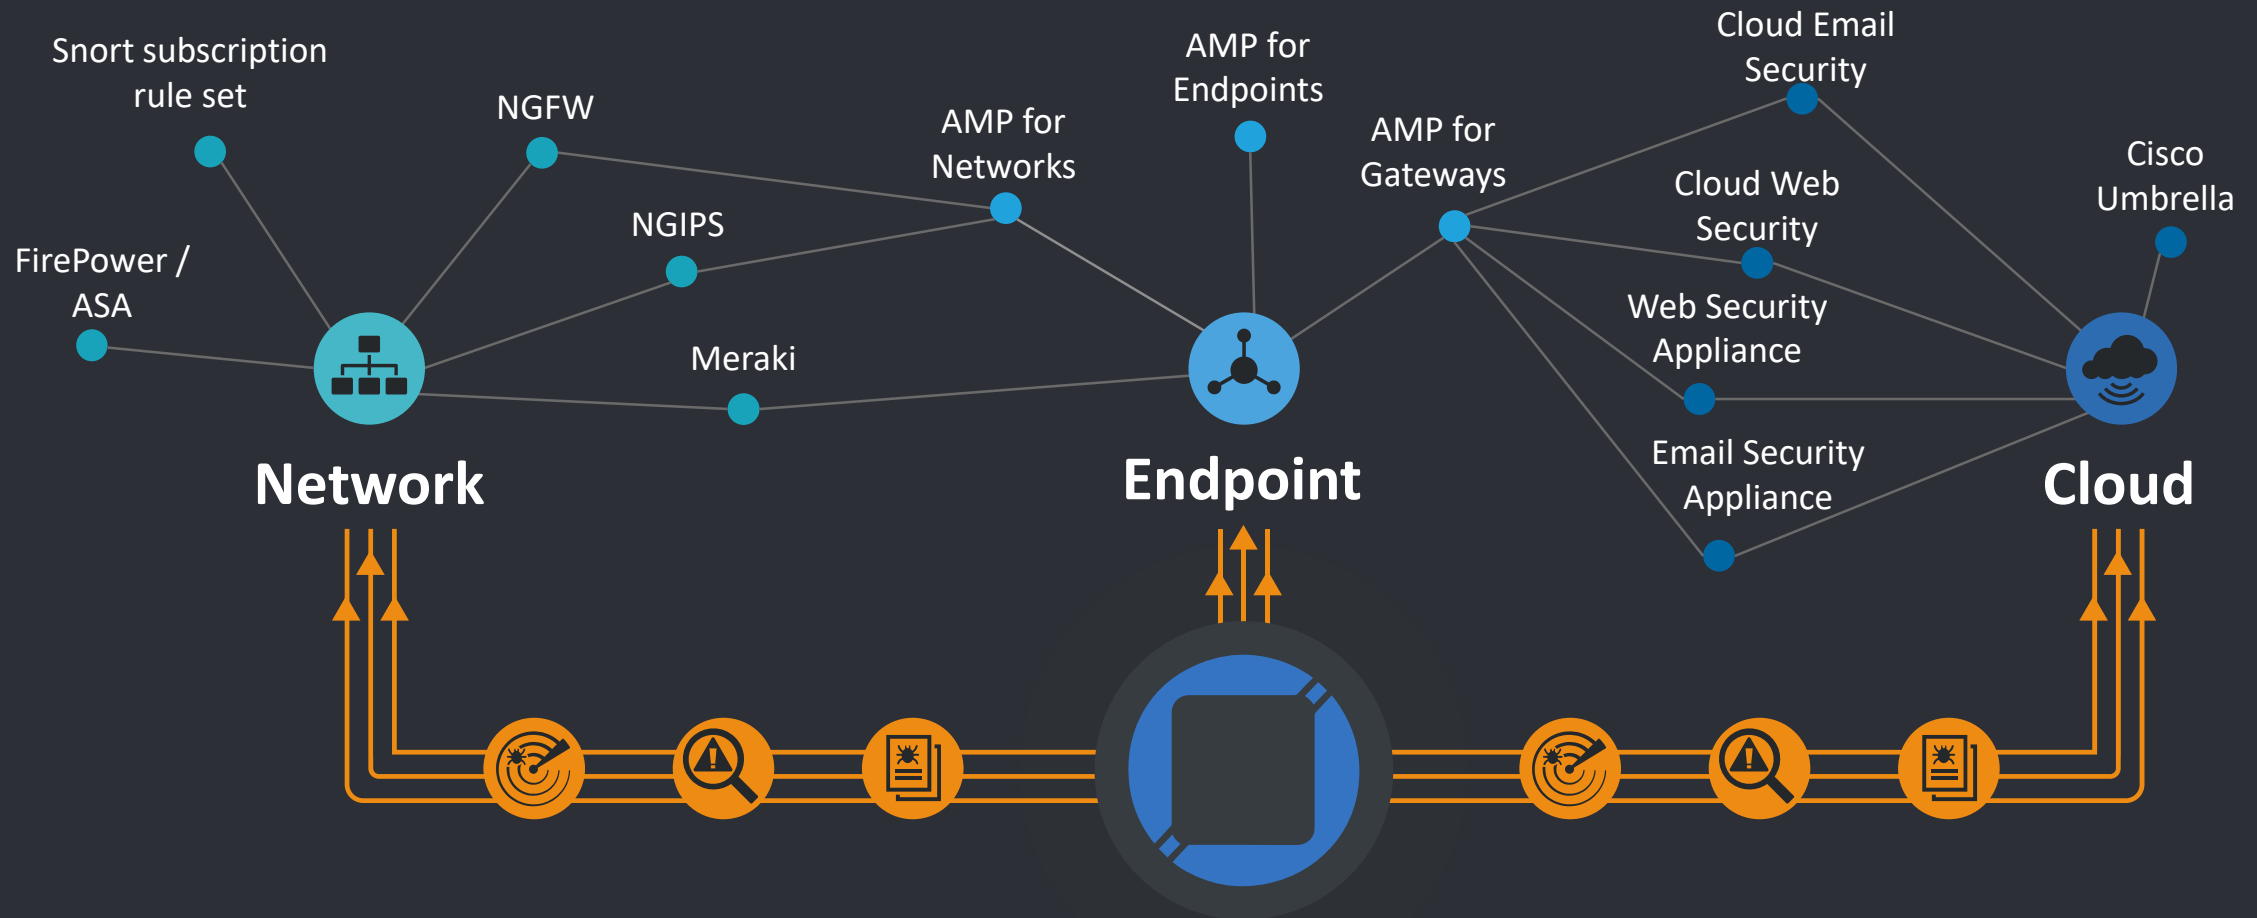 Snort subscription
rule set
NGFW
AMP for
Networks
AMP for
Endpoints
AMP for
Gateways
Cloud Email
Security
Cisco
Umbrella
Cloud Web
Security
NGIPS
FirePower /
ASA
Web Security
Appliance
Meraki
Email Security
Appliance
Network
Endpoint
Cloud